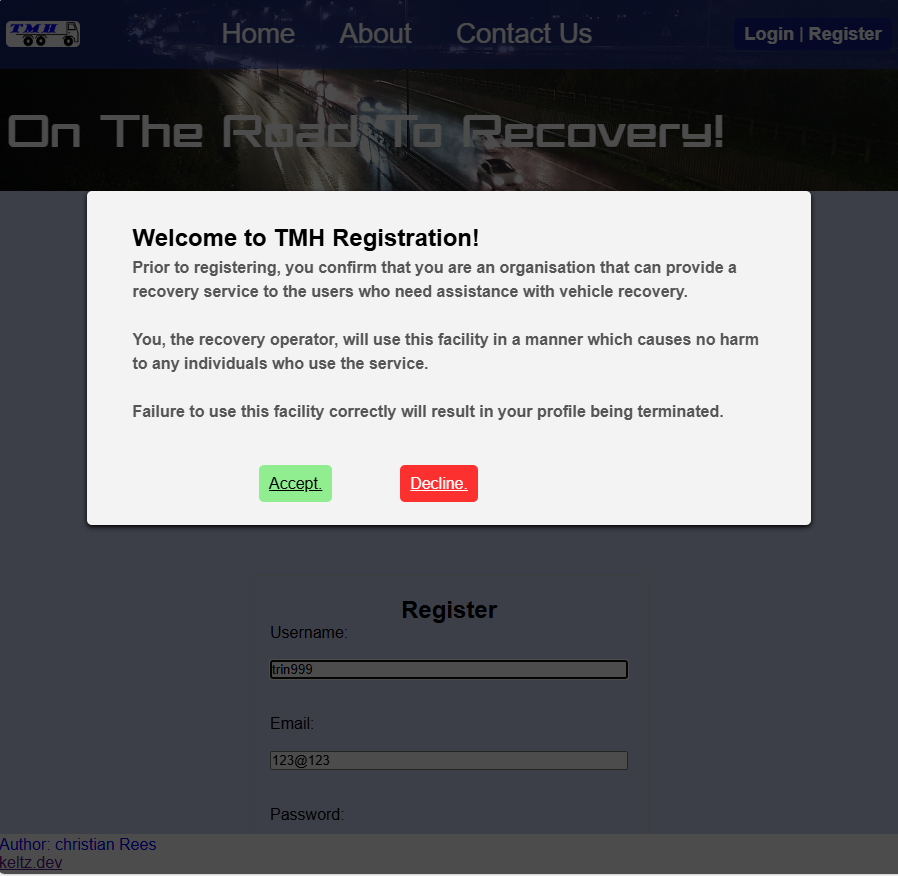 TMH
Home
About
Contact Us
Login | Register
On The Road To Recovery!
Welcome to TMH Registration!
Prior to registering, you confirm that you are an organisation that can provide a
recovery service to the users who need assistance with vehicle recovery.
You, the recovery operator, will use this facility in a manner which causes no harm
to any individuals who use the service.
Failure to use this facility correctly will result in your profile being terminated.
Accept.
Decline.
Register
Username:
trin999
Email:
123@123
Password:
Author: christian Rees
keltz.dev